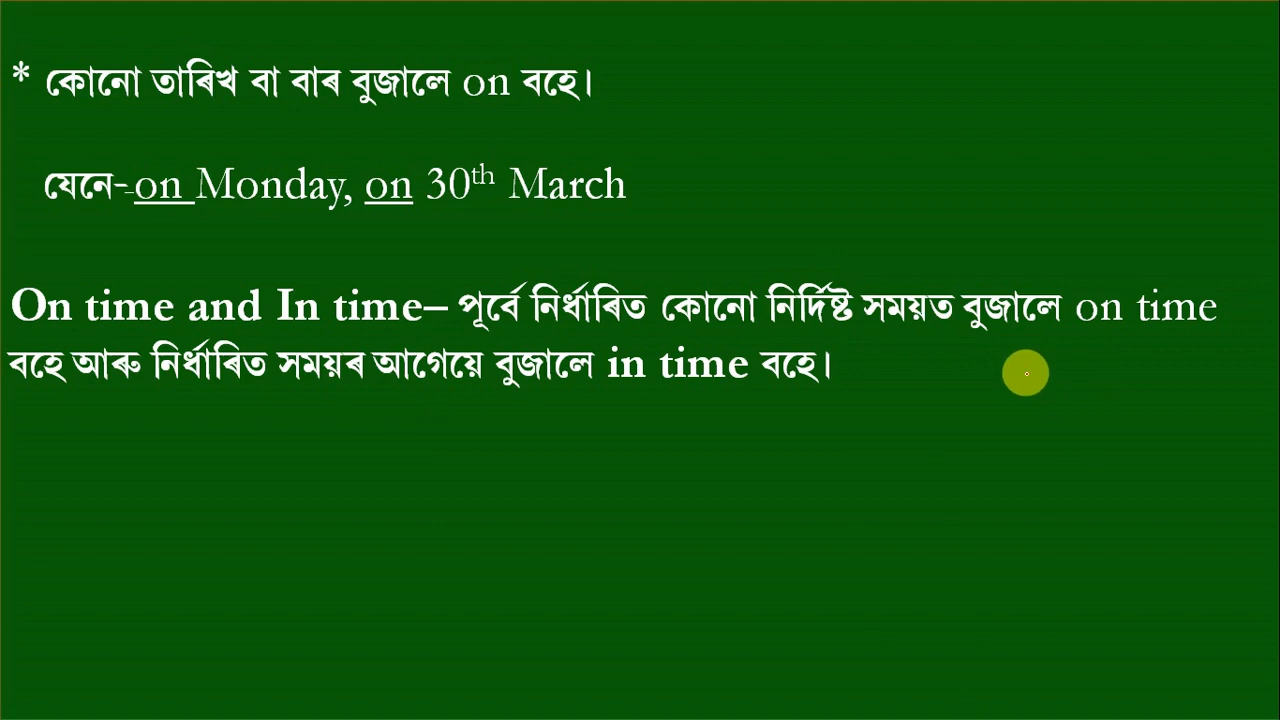 * কোনো তাৰিখ বা বাৰ বুজালে on বহে।
যেনে--on Monday, on 30th March
On time and In time– পূৰ্বে নিৰ্ধাৰিত কোনো নিৰ্দিষ্ট সময়ত বুজালে on time
বহে আৰু নিৰ্ধাৰিত সময়ৰ আগেয়ে বুজালে in time বহে।